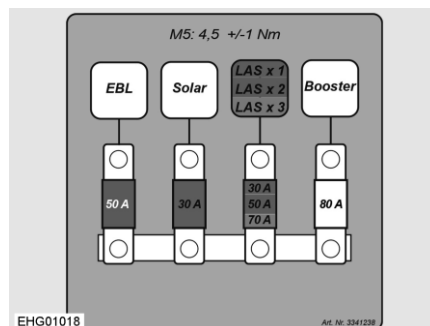 M5: 4,5 +/-1 Nm
EBL
Solar
LAS x 1
LAS x 2
LAS x 3
Booster
50 A
30 A
30 A
50 A
70 A
80 A
EHG01018
Art. Nr. 3341238